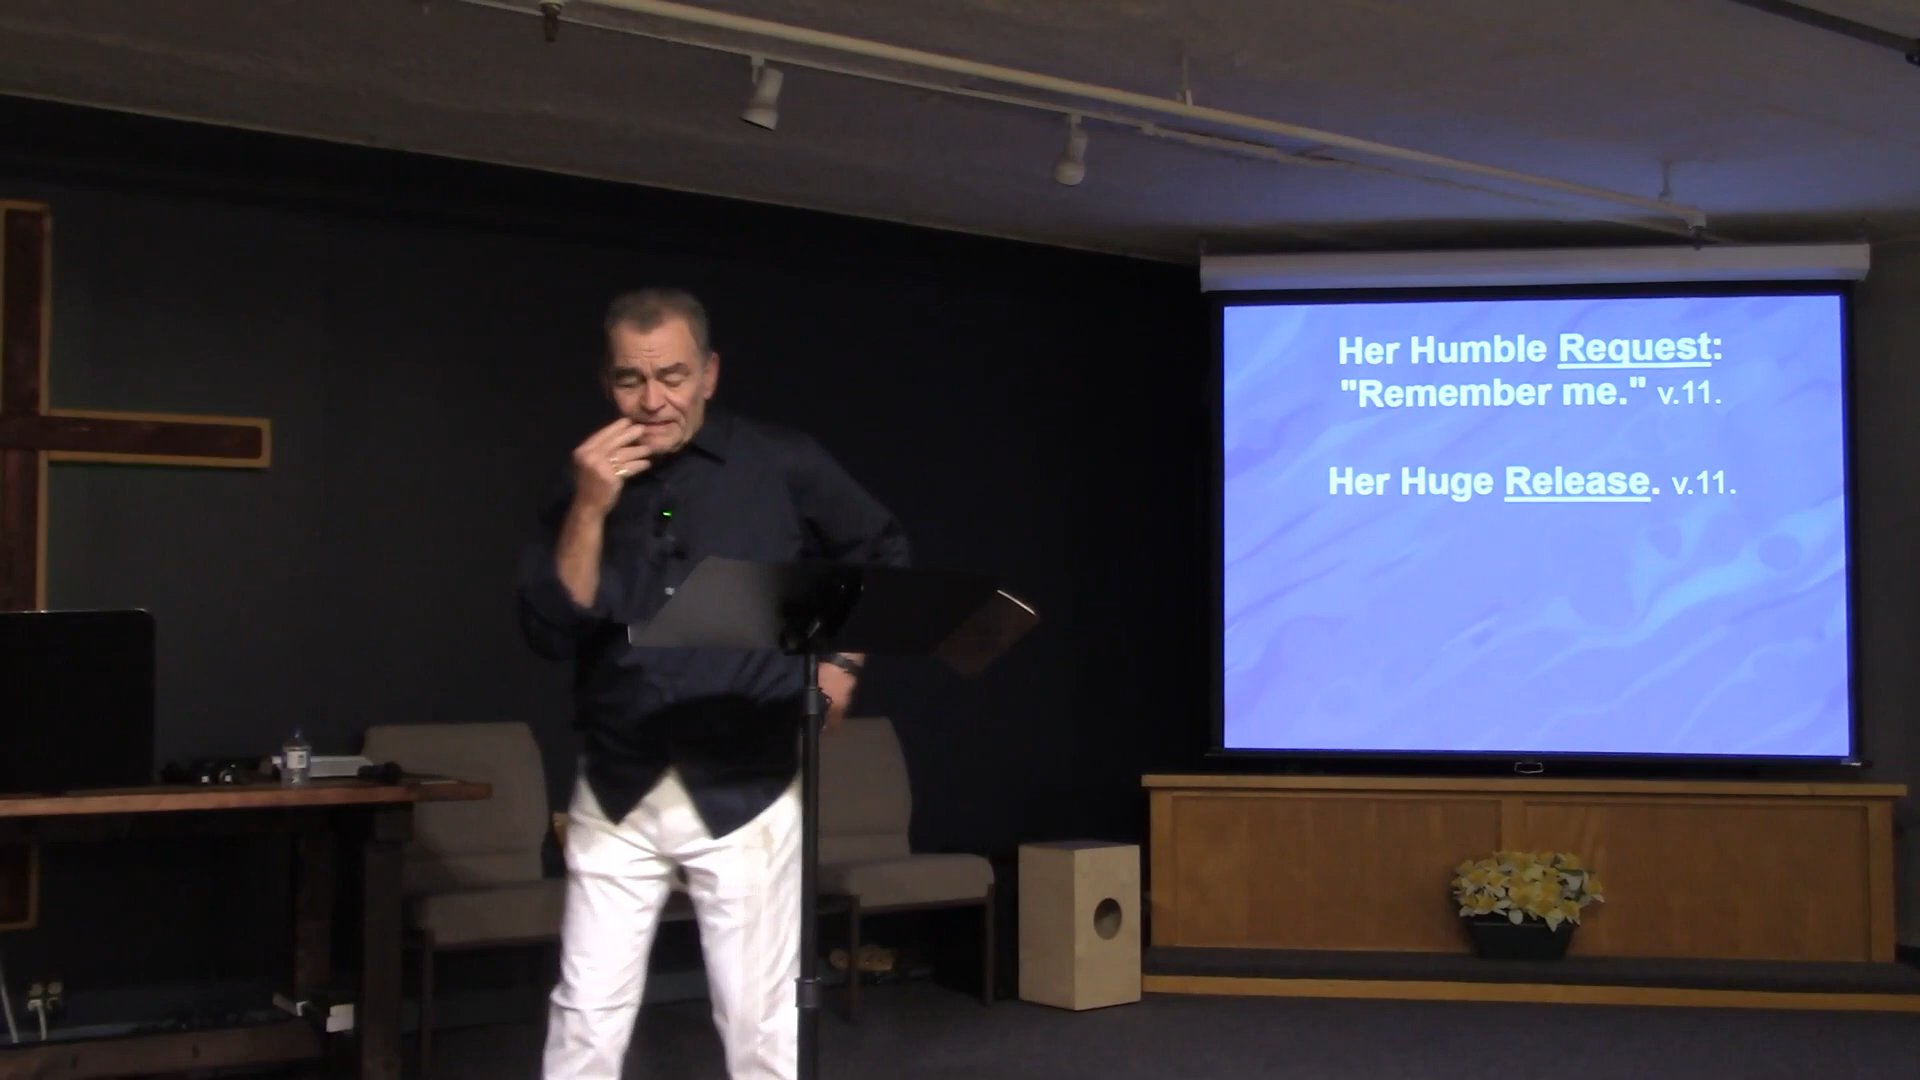 Her Humble Request:
"Remember me." v.11.
Her Huge Release. v.11.